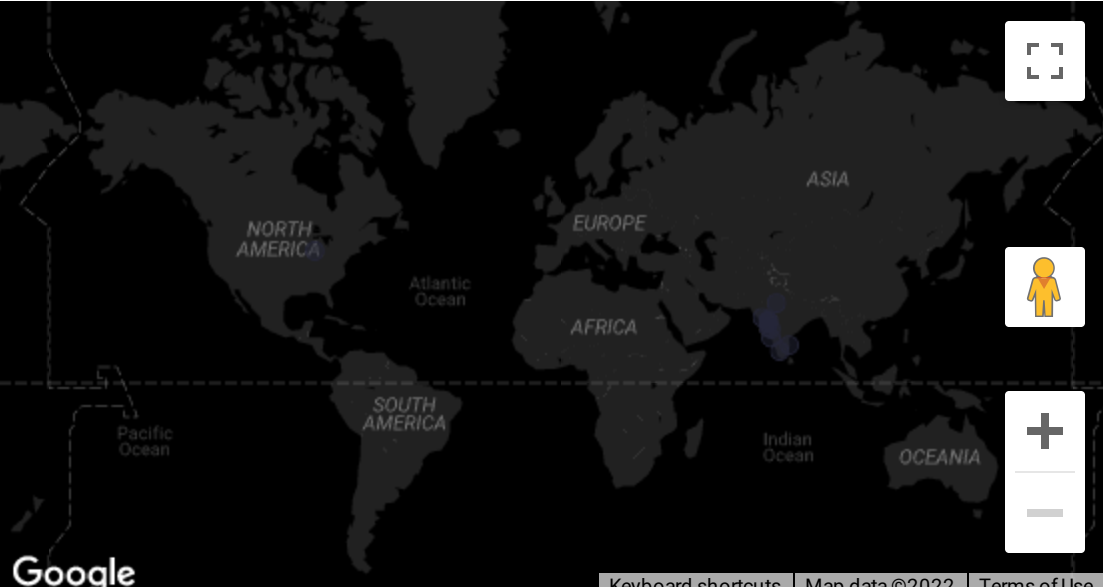 ASIA
NORTH
AMERICA
EUROPE
Atlantic
Ocean
AFRICA
SOUTH
AMERICA
Pacific
Ocean
Indian
Ocean
OCEANIA
Google
Keyboard shortcuts
Map data ©2022
Terms of Use